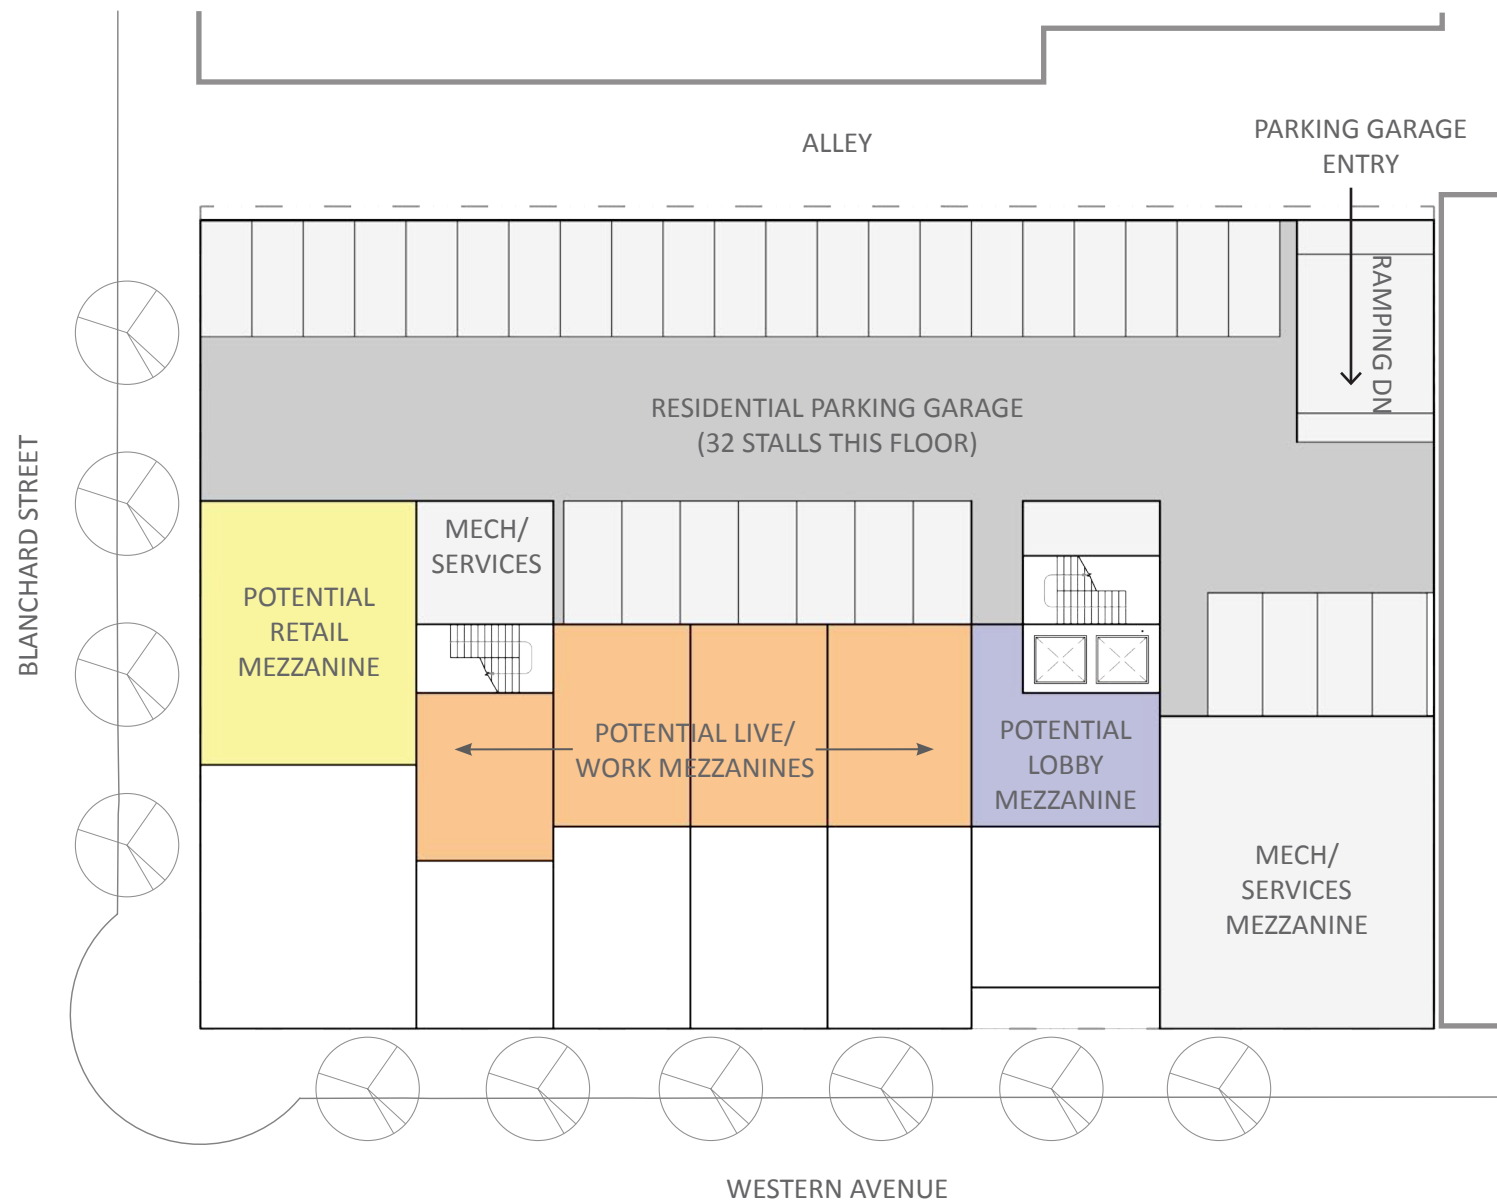 ALLEY
PARKING GARAGE
ENTRY
RAMPING DN
RESIDENTIAL PARKING GARAGE
(32 STALLS THIS FLOOR)
BLANCHARD STREET
MECH/
SERVICES
POTENTIAL
RETAIL
MEZZANINE
POTENTIAL LIVE/
WORK MEZZANINES
POTENTIAL
LOBBY
MEZZANINE
MECH/
SERVICES
MEZZANINE
WESTERN AVENUE